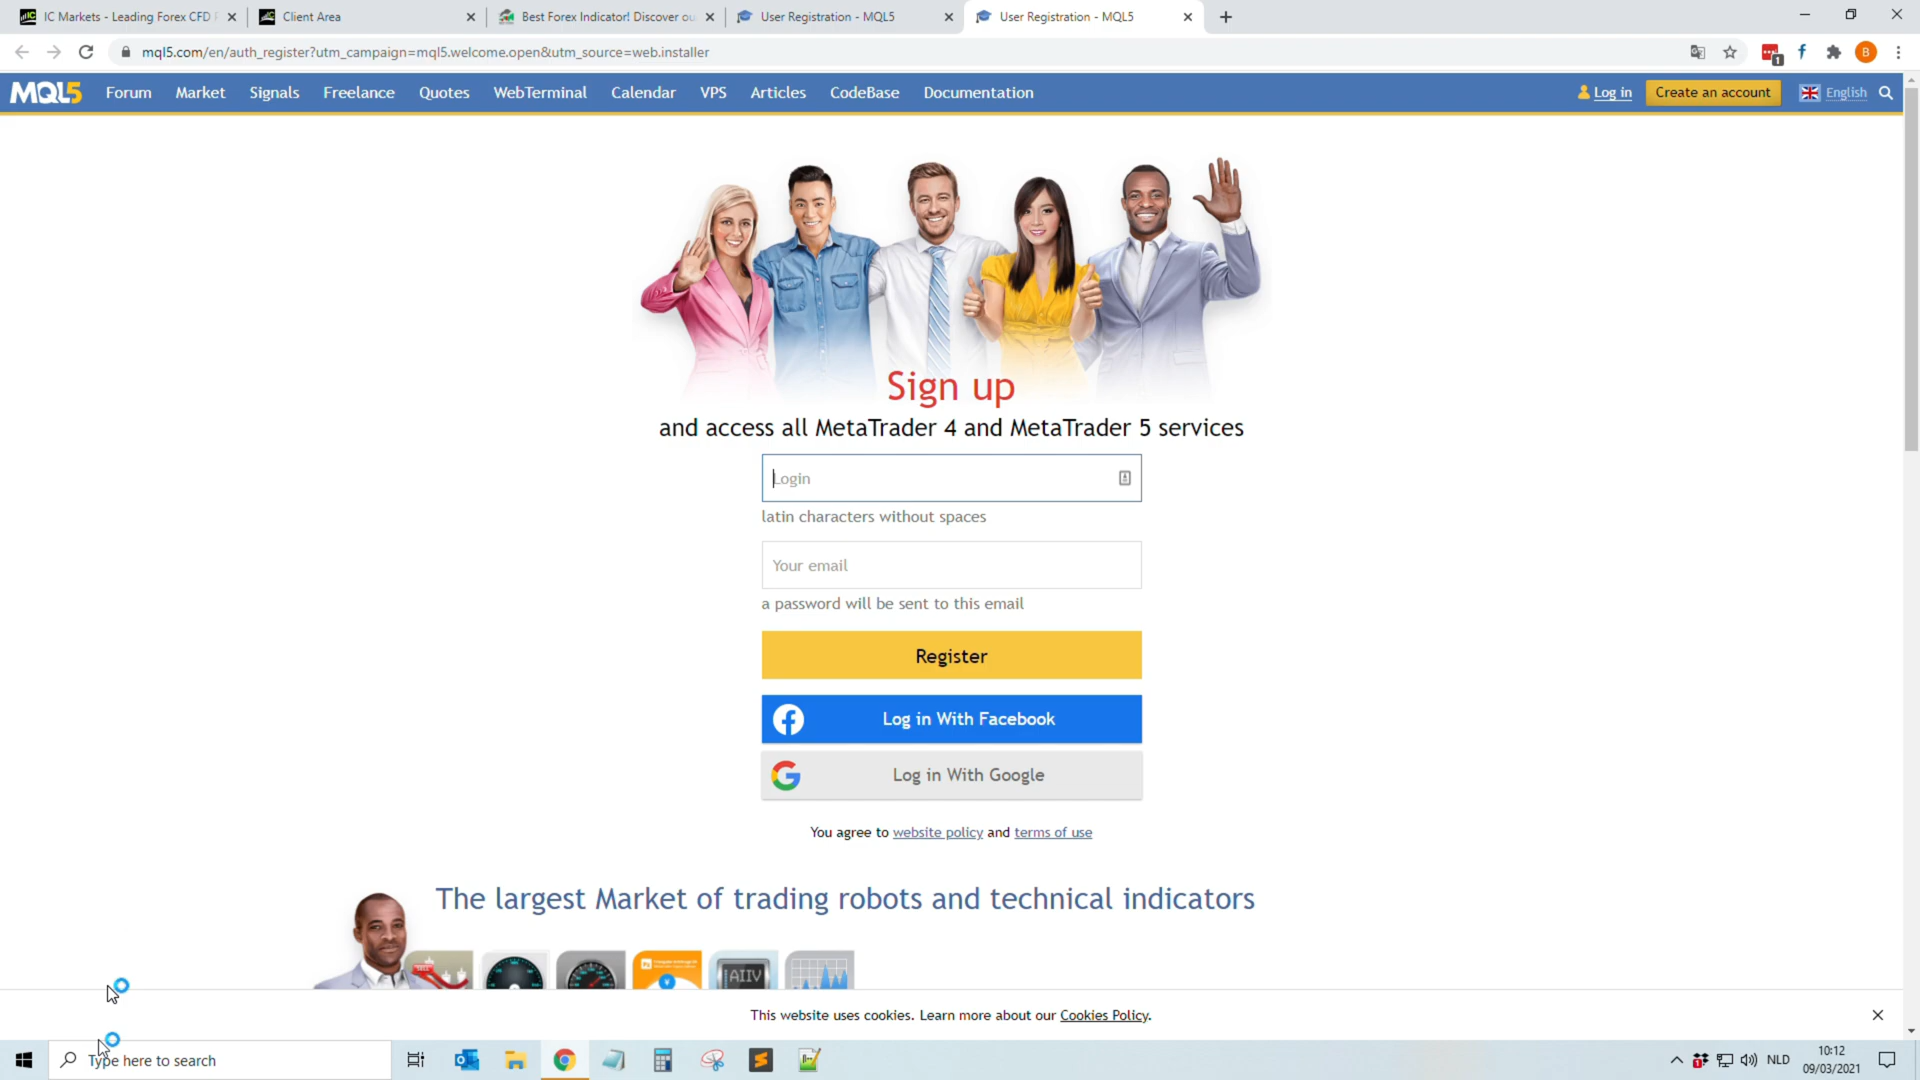 IC Markets - Leading Forex CFD
Client Area
Best Forex Indicator! Discover ou
User Registration - MQL5
User Registration - MQL5
mql5.com/en/auth_register?utm_campaign=mql5.welcome.open&utm_source=web.installer
1
B
MQL5
Forum
Market
Signals
Freelance
Quotes
WebTerminal
Calendar
VPS
Articles
CodeBase
Documentation
Log in
Create an account
English
Sign up
and access all MetaTrader 4 and MetaTrader 5 services
Login
latin characters without spaces
Your email
a password will be sent to this email
Register
Log in With Facebook
Log in With Google
You agree to website policy and terms of use
The largest Market of trading robots and technical indicators
SELL
This website uses cookies. Learn more about our Cookies Policy.
Type here to search
NLD
10:12
09/03/2021